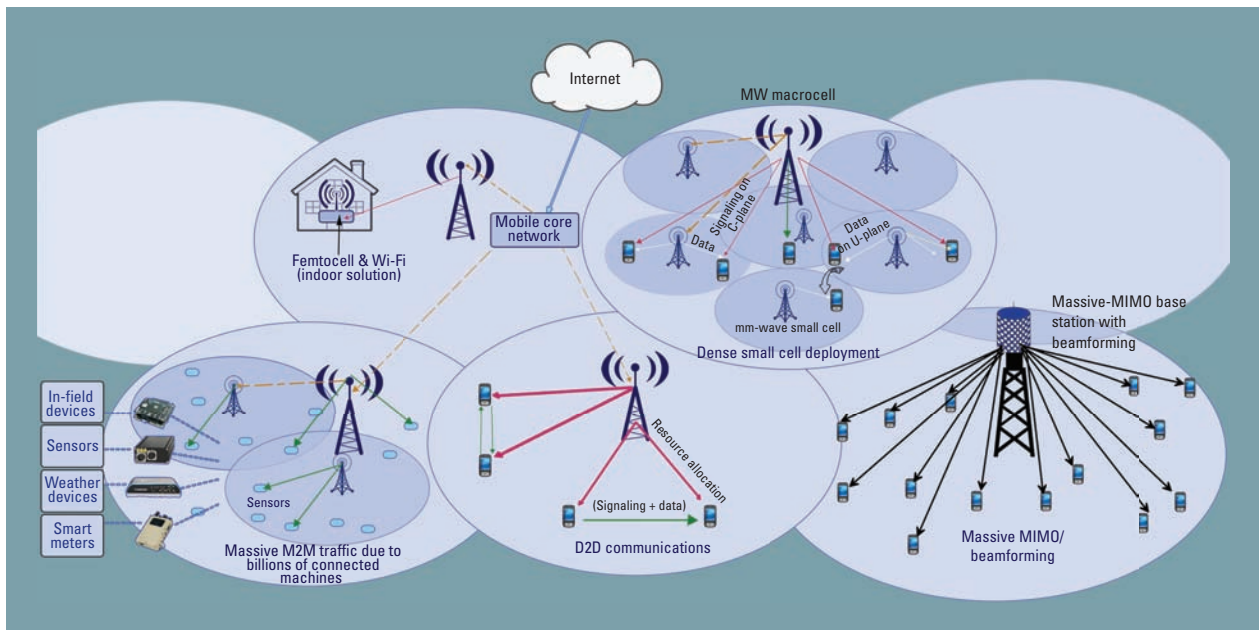 Internet
MW macrocell
Signaling on
C-plane
Data
Data
on U-plane
mm-wave small cell
Dense small cell deployment
Mobile core
network
Femtocell & Wi-Fi
(indoor solution)
Massive-MIMO base
station with
beamforming
In-field
devices
Sensors
Weather
devices
Smart
meters
Sensors
Massive M2M traffic due to
billions of connected
machines
Resource allocation
(Signaling + data)
D2D communications
Massive MIMO/
beamforming